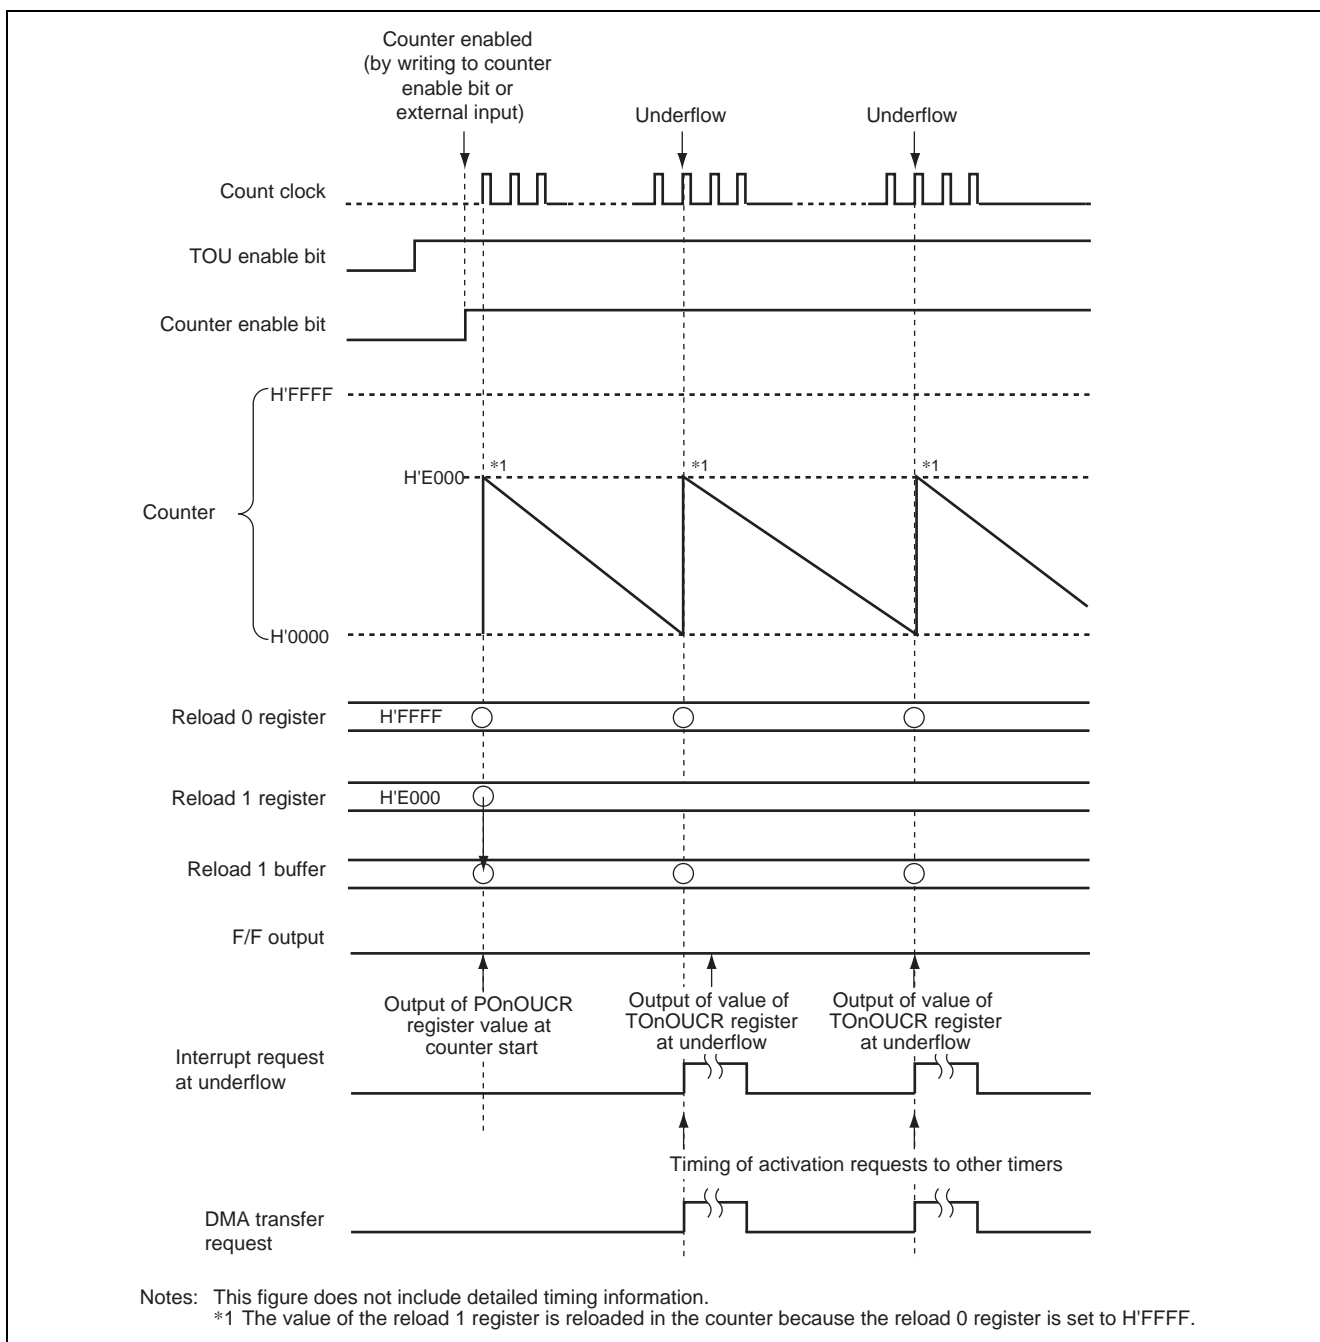 Counter enabled
(by writing to counter
enable bit or
external input)
Underflow
Underflow
Count clock
TOU enable bit
Counter enable bit
H'FFFF
*1
*1
*1
H'E000
Counter
H'0000
Reload 0 register
H'FFFF
Reload 1 register
H'E000
Reload 1 buffer
F/F output
Output of POnOUCR
register value at
counter start
Output of value of
TOnOUCR register
at underflow
Output of value of
TOnOUCR register
at underflow
Interrupt request
at underflow
Timing of activation requests to other timers
DMA transfer
request
Notes: This figure does not include detailed timing information.
*1 The value of the reload 1 register is reloaded in the counter because the reload 0 register is set to H'FFFF.